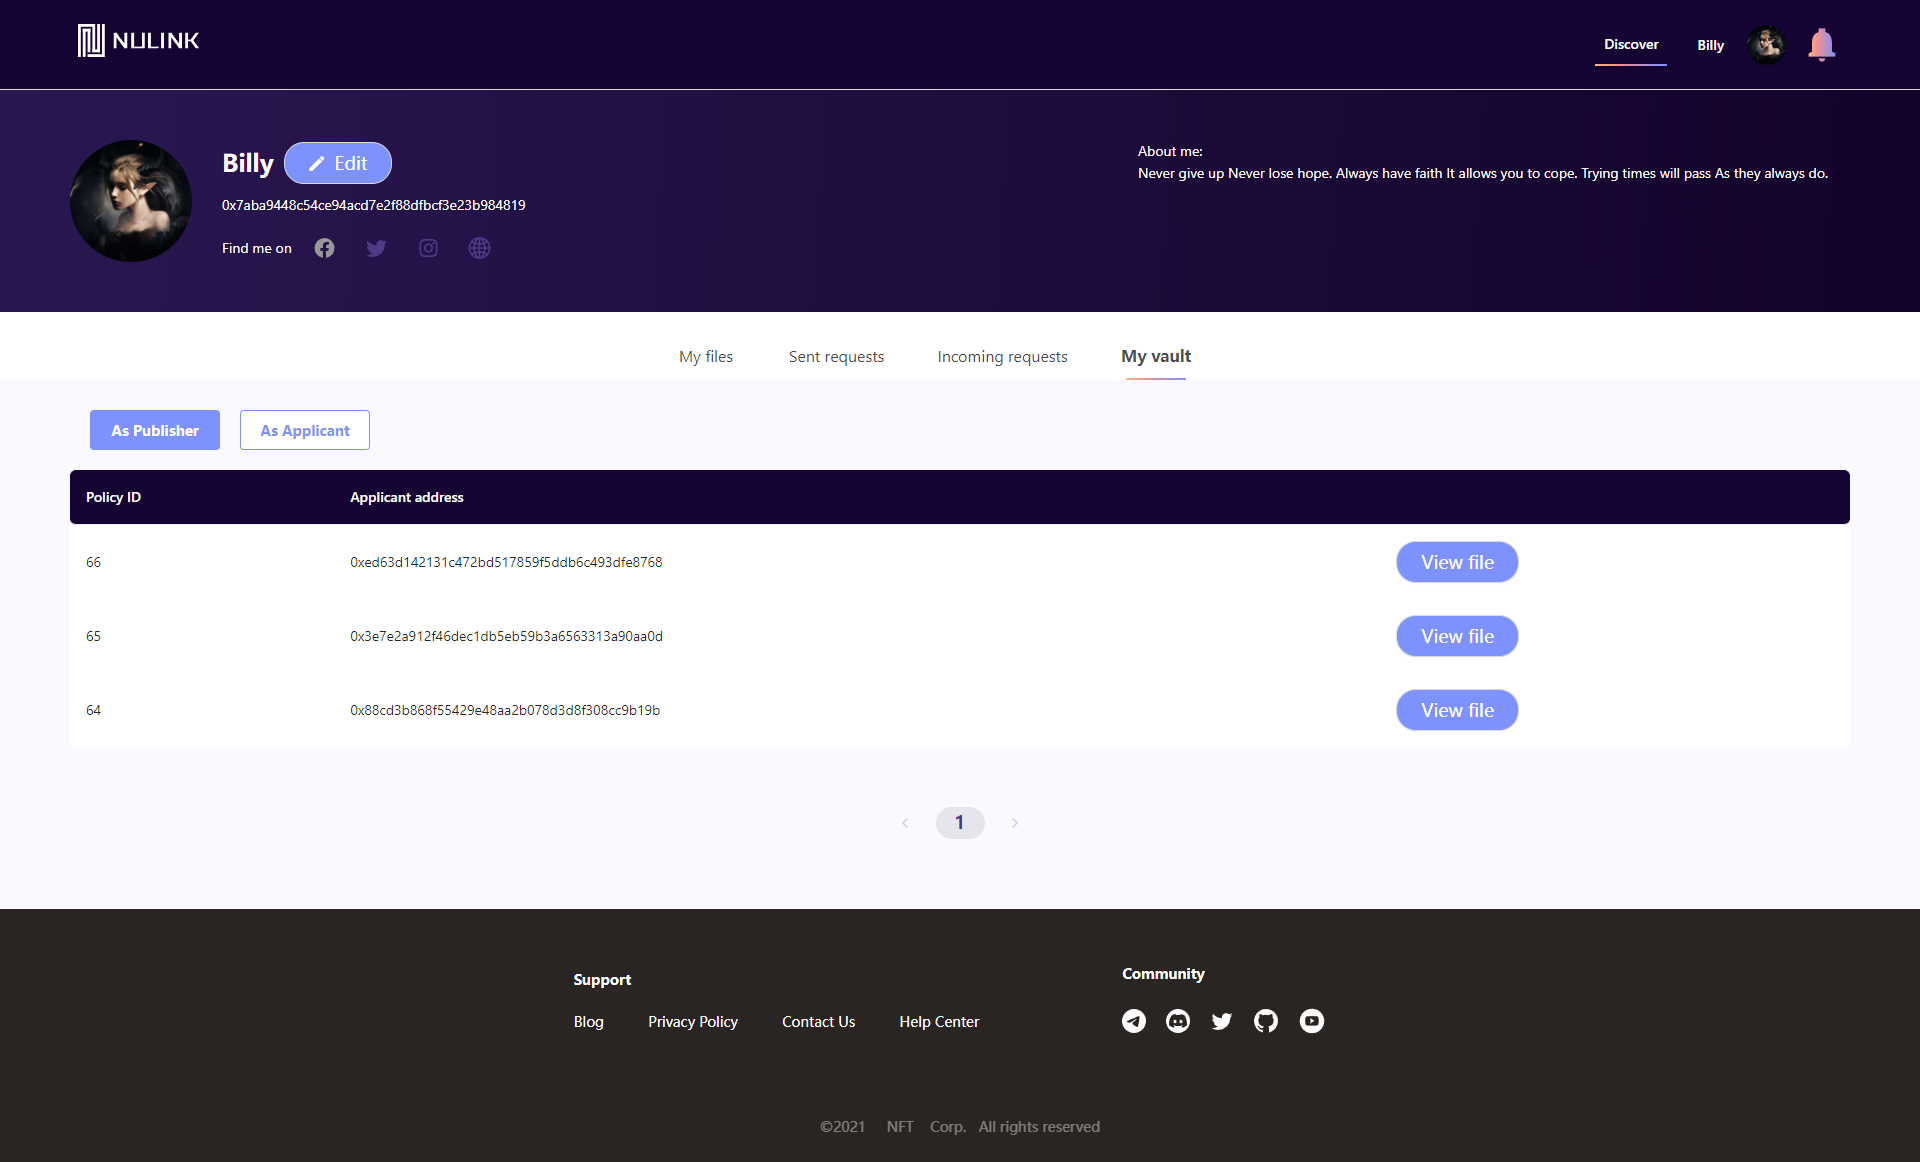 NULINK
Discover
Billy
Billy
Edit
0x7aba9448c54ce94acd7e2f88dfbcf3e23b984819
Find me on
About me:
Never give up Never lose hope. Always have faith It allows you to cope. Trying times will pass As they always do.
My files
Sent requests
Incoming requests
My vault
As Publisher
As Applicant
Policy ID
Applicant address
66
0xed63d142131c472bd517859f5ddb6c493dfe8768
View file
65
0x3e7e2a912f46dec1db5eb59b3a6563313a90aa0d
View file
64
0x88cd3b868f55429e48aa2b078d3d8f308cc9b19b
View file
1
Support
Blog
Privacy Policy
Contact Us
Help Center
Community
©2021 NFT Corp. All rights reserved